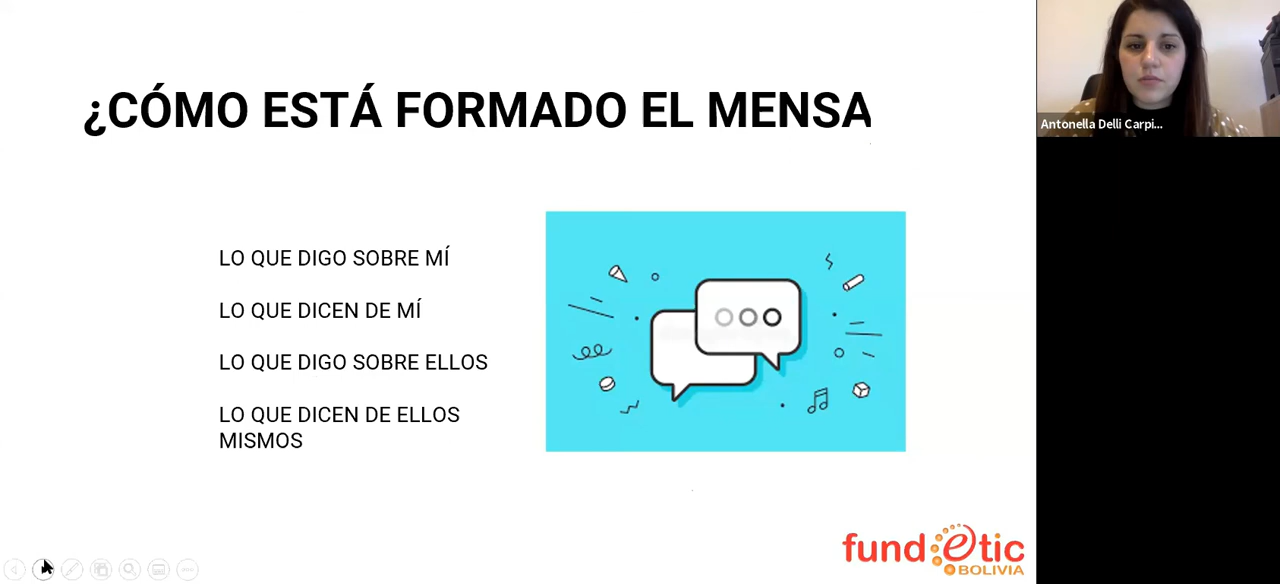 ¿CÓMO ESTÁ FORMADO EL MENSA
Antonella Delli Carpi...
LO QUE DIGO SOBRE MÍ
LO QUE DICEN DE MÍ
LO QUE DIGO SOBRE ELLOS
LO QUE DICEN DE ELLOS
MISMOS
fundetic
BOLIVIA